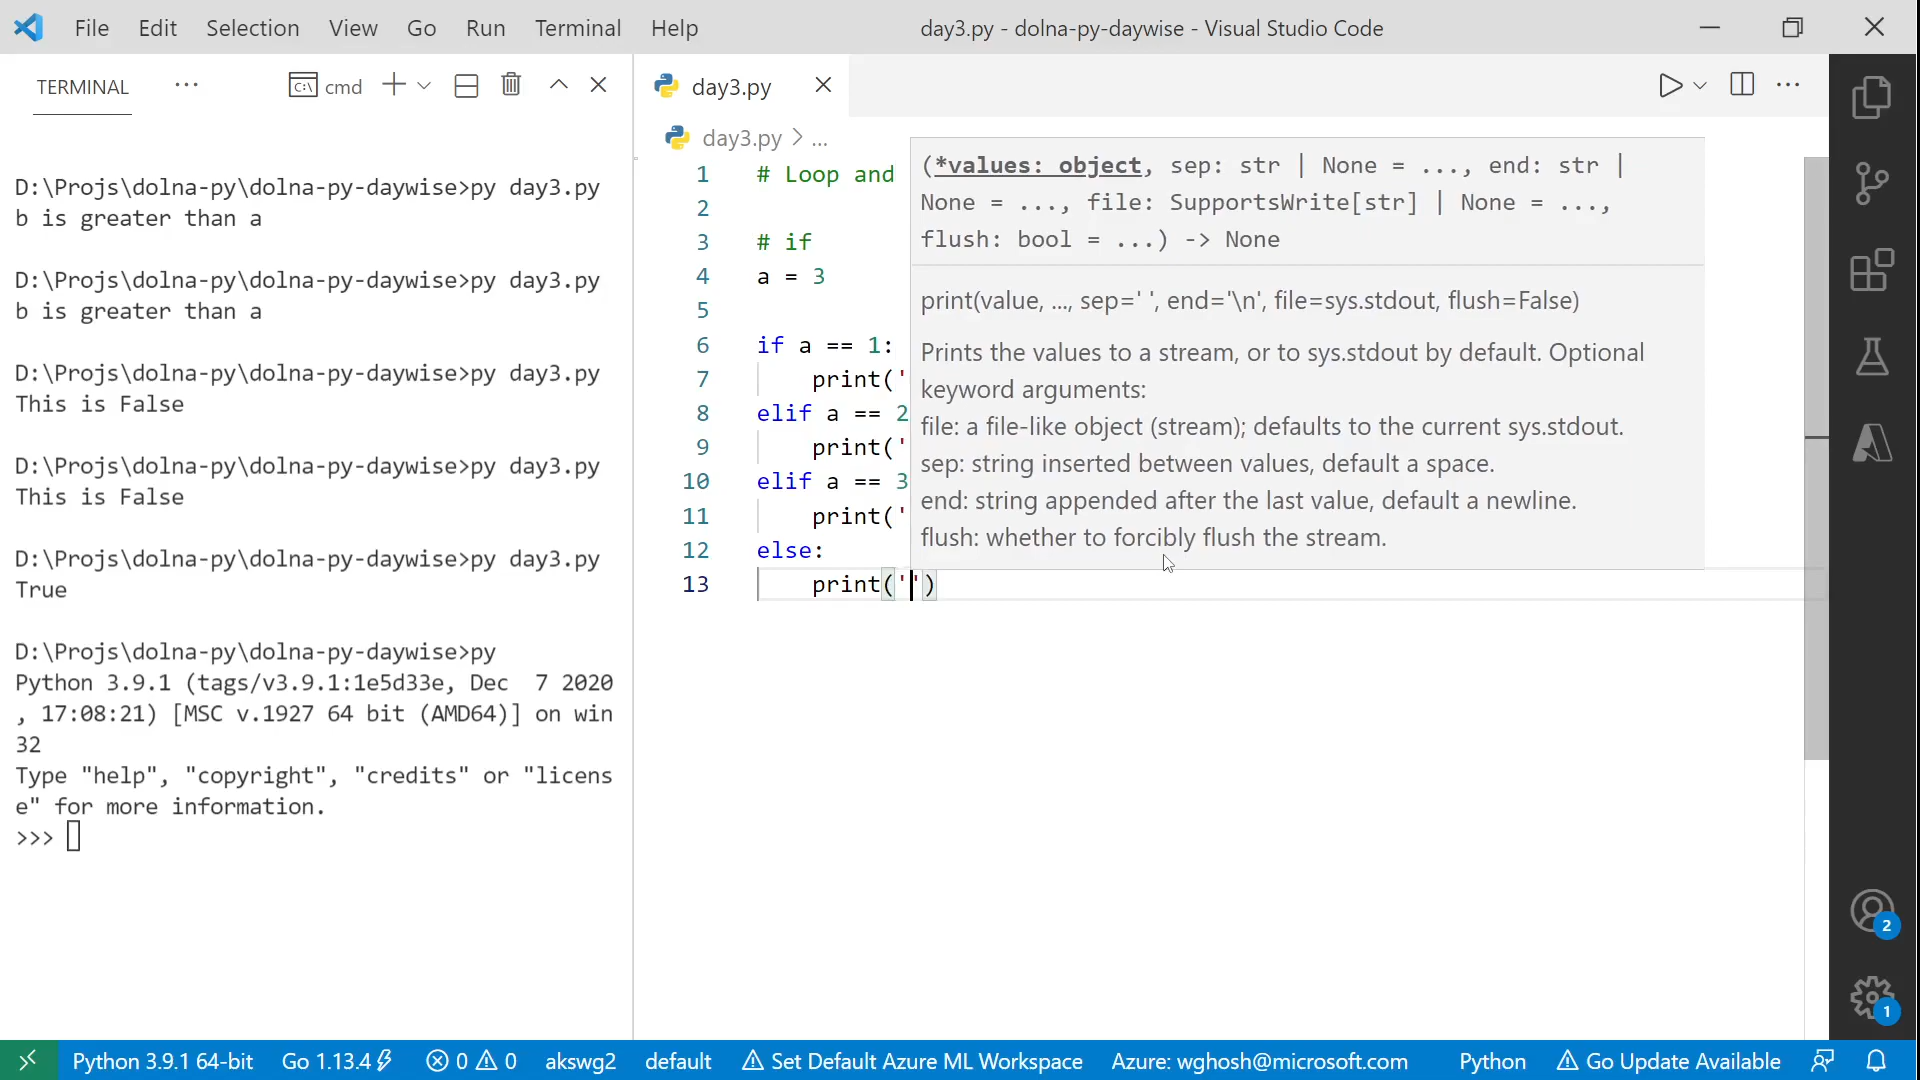 File Edit Selection View Go Run Terminal Help
day3.py - dolna-py-daywise - Visual Studio Code
TERMINAL ... cmd
D:\Projs\dolna-py\dolna-py-daywise>py day3.py
b is greater than a
D:\Projs\dolna-py\dolna-py-daywise>py day3.py
b is greater than a
D:\Projs\dolna-py\dolna-py-daywise>py day3.py
This is False
D:\Projs\dolna-py\dolna-py-daywise>py day3.py
This is False
D:\Projs\dolna-py\dolna-py-daywise>py day3.py
True
D:\Projs\dolna-py\dolna-py-daywise>py
Python 3.9.1 (tags/v3.9.1:1e5d33e, Dec  7 2020
, 17:08:21) [MSC v.1927 64 bit (AMD64)] on win
32
Type "help", "copyright", "credits" or "licens
e" for more information.
>>>
day3.py
day3.py > ...
1 # Loop and
2
3 # if
4 a = 3
5
6 if a == 1:
7 print('
8 elif a == 2
9 print('
10 elif a == 3
11 print('
12 else:
13 print('')
(*values: object, sep: str | None = ..., end: str |
None = ..., file: SupportsWrite[str] | None = ...,
flush: bool = ...) -> None
print(value, ..., sep=' ', end='\n', file=sys.stdout, flush=False)
Prints the values to a stream, or to sys.stdout by default. Optional
keyword arguments:
file: a file-like object (stream); defaults to the current sys.stdout.
sep: string inserted between values, default a space.
end: string appended after the last value, default a newline.
flush: whether to forcibly flush the stream.
2
1
Python 3.9.1 64-bit Go 1.13.4 0 0 akswg2 default Set Default Azure ML Workspace Azure: wghosh@microsoft.com Python Go Update Available